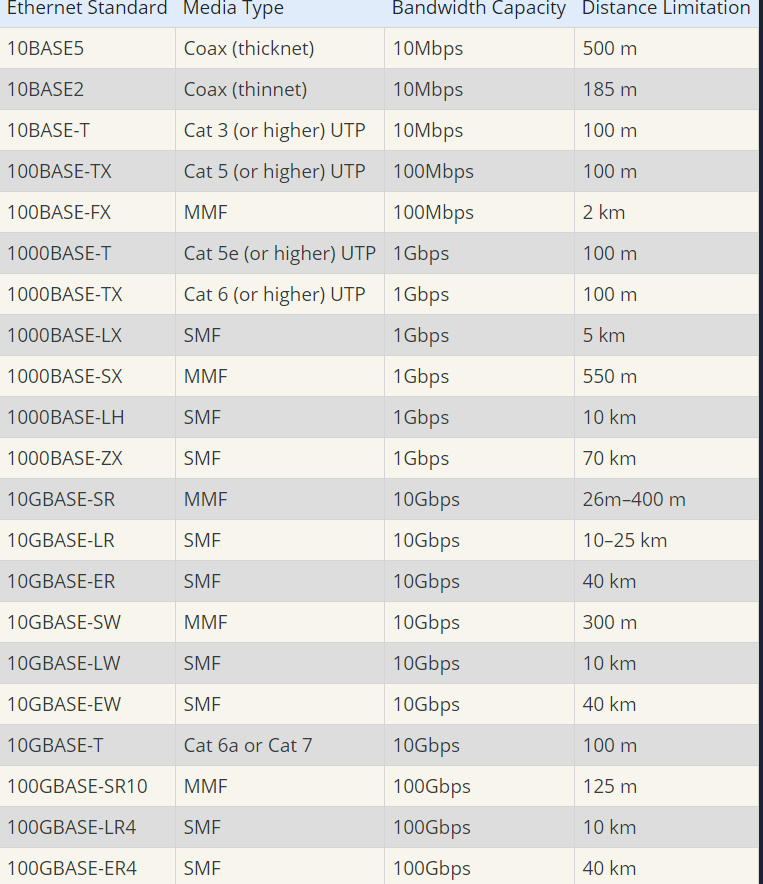 Ethernet Standard Media Type Bandwidth Capacity Distance Limitation
10BASE5 Coax (thicknet) 10Mbps 500 m
10BASE2 Coax (thinnet) 10Mbps 185 m
10BASE-T Cat 3 (or higher) UTP 10Mbps 100 m
100BASE-TX Cat 5 (or higher) UTP 100Mbps 100 m
100BASE-FX MMF 100Mbps 2 km
1000BASE-T Cat 5e (or higher) UTP 1Gbps 100 m
1000BASE-TX Cat 6 (or higher) UTP 1Gbps 100 m
1000BASE-LX SMF 1Gbps 5 km
1000BASE-SX MMF 1Gbps 550 m
1000BASE-LH SMF 1Gbps 10 km
1000BASE-ZX SMF 1Gbps 70 km
10GBASE-SR MMF 10Gbps 26m–400 m
10GBASE-LR SMF 10Gbps 10–25 km
10GBASE-ER SMF 10Gbps 40 km
10GBASE-SW MMF 10Gbps 300 m
10GBASE-LW SMF 10Gbps 10 km
10GBASE-EW SMF 10Gbps 40 km
10GBASE-T Cat 6a or Cat 7 10Gbps 100 m
100GBASE-SR10 MMF 100Gbps 125 m
100GBASE-LR4 SMF 100Gbps 10 km
100GBASE-ER4 SMF 100Gbps 40 km